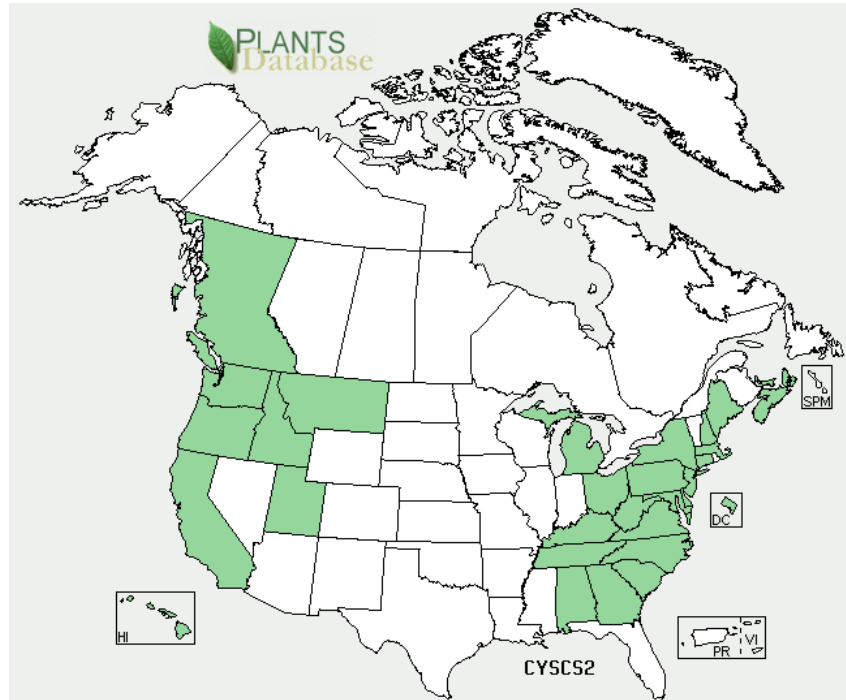 PLANTS
Database
SPM
DC
HI
PR
VI
CYSCS2